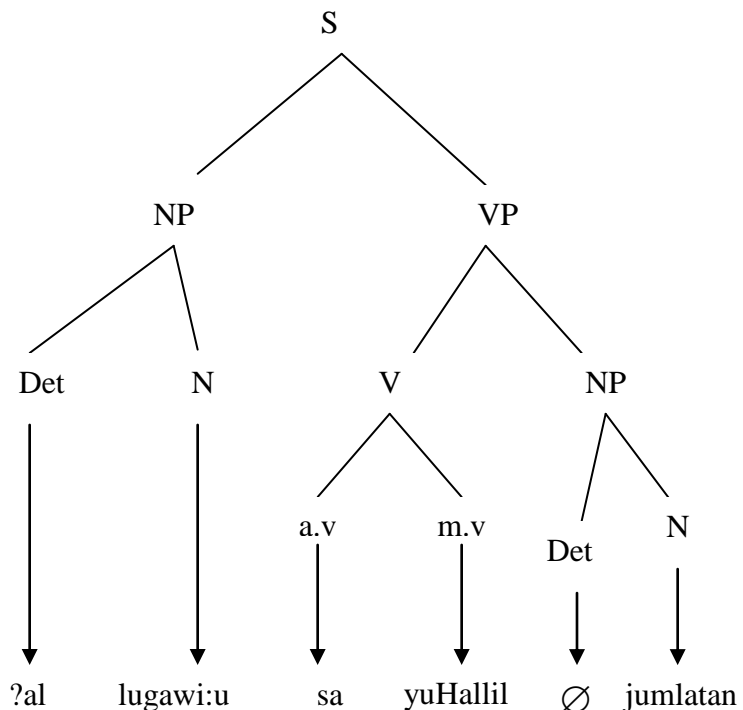 S
NP VP
Det N V NP
a.v m.v Det N
?al lugawi:u sa yuHallil ∅ jumlatan